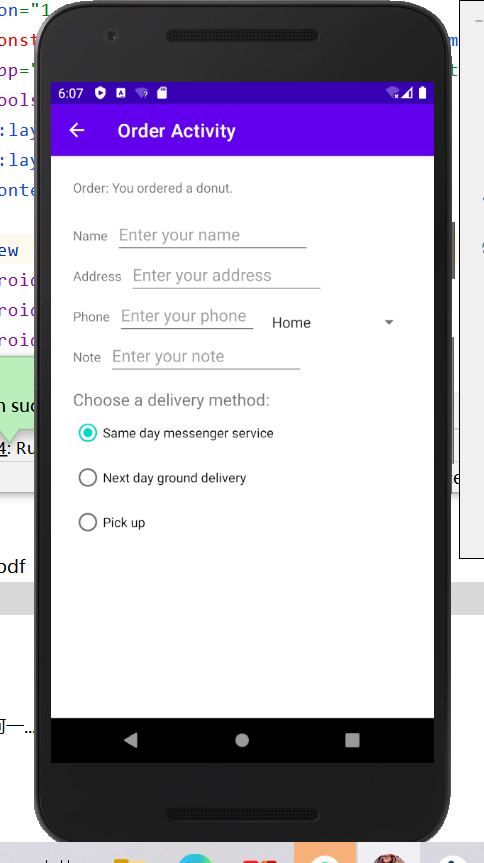 on="1
const
pp="
ools
:lay
:lay
onte
ew
roid
roid
roid
n suc
4: Ru
odf
6:07
Order Activity
Order: You ordered a donut.
Name Enter your name
Address Enter your address
Phone Enter your phone Home
Note Enter your note
Choose a delivery method:
Same day messenger service
Next day ground delivery
Pick up